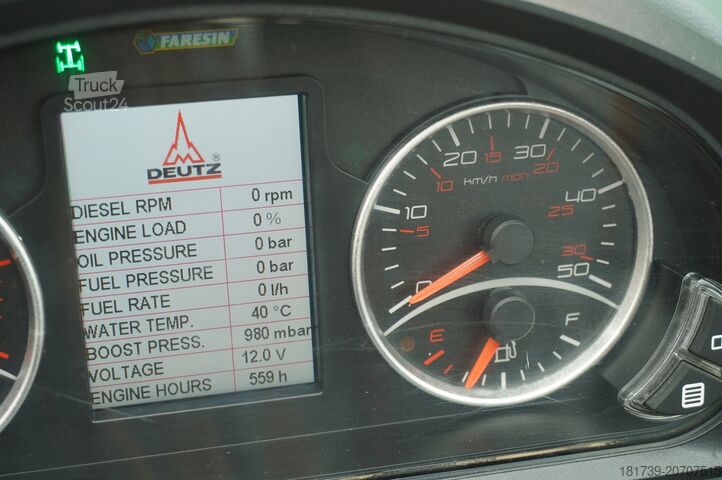 FARESIN
Truck
Scout24
DEUTZ ®
DIESEL RPM 0 rpm
ENGINE LOAD 0 %
OIL PRESSURE 0 bar
FUEL PRESSURE 0 bar
FUEL RATE 0 l/h
WATER TEMP. 40 °C
BOOST PRESS. 980 mbar
VOLTAGE 12.0 V
ENGINE HOURS 559 h
20 15 30
10 km/h mph 20
10 40
5 25
0 30 50
E F
181739-20707515